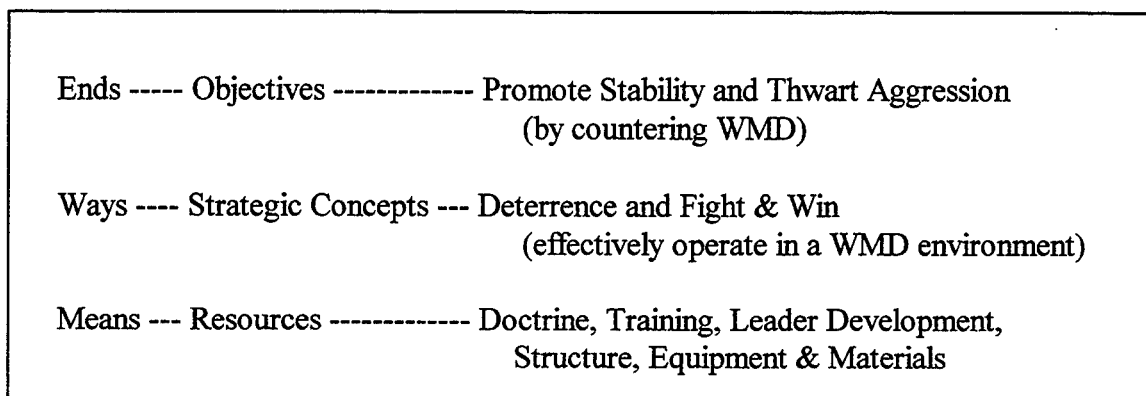 Ends ----- Objectives ------------- Promote Stability and Thwart Aggression
(by countering WMD)
Ways ---- Strategic Concepts --- Deterrence and Fight & Win
(effectively operate in a WMD environment)
Means --- Resources ------------- Doctrine, Training, Leader Development,
Structure, Equipment & Materials